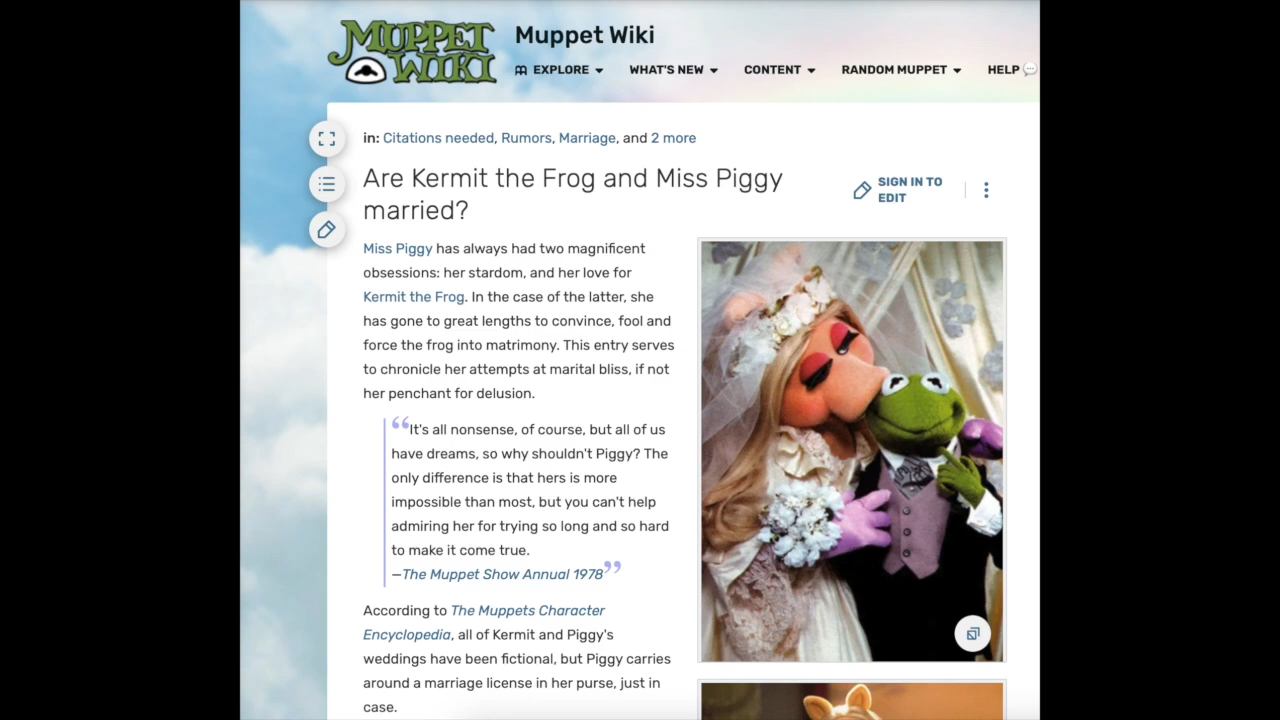 MUPPET
WIKI
Muppet Wiki
EXPLORE
WHAT'S NEW
CONTENT
RANDOM MUPPET
HELP
in: Citations needed, Rumors, Marriage, and 2 more
Are Kermit the Frog and Miss Piggy
married?
SIGN IN TO
EDIT
Miss Piggy has always had two magnificent
obsessions: her stardom, and her love for
Kermit the Frog. In the case of the latter, she
has gone to great lengths to convince, fool and
force the frog into matrimony. This entry serves
to chronicle her attempts at marital bliss, if not
her penchant for delusion.
“It's all nonsense, of course, but all of us
have dreams, so why shouldn't Piggy? The
only difference is that hers is more
impossible than most, but you can't help
admiring her for trying so long and so hard
to make it come true.
—The Muppet Show Annual 1978”
According to The Muppets Character
Encyclopedia, all of Kermit and Piggy's
weddings have been fictional, but Piggy carries
around a marriage license in her purse, just in
case.